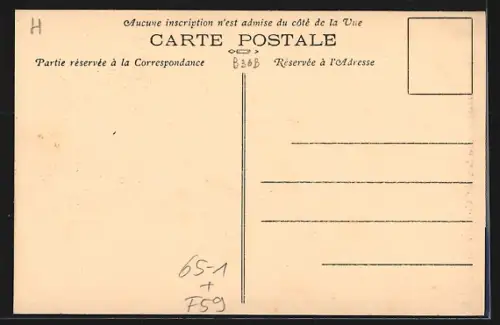 H
Aucune inscription n'est admise du côté de la Vue
CARTE POSTALE
Partie réservée à la Correspondance
B30B
Réservée à l'Adresse
65-1
+
F59